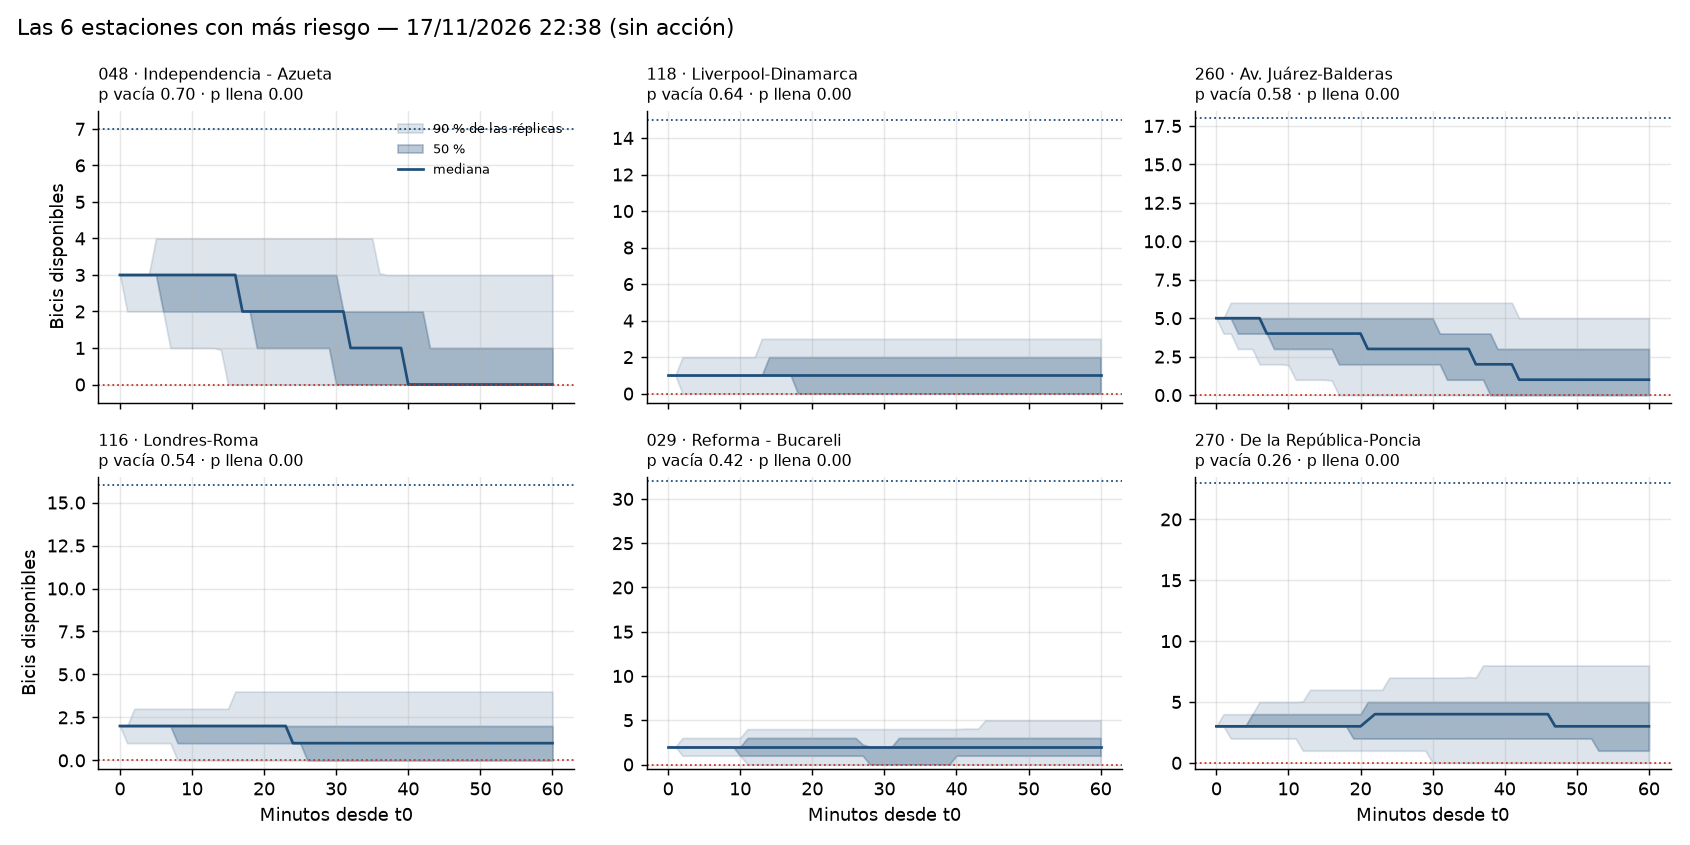 Las 6 estaciones con más riesgo — 17/11/2026 22:38 (sin acción)
048 · Independencia - Azueta
p vacía 0.70 · p llena 0.00
90 % de las réplicas
50 %
mediana
Bicis disponibles
7
6
5
4
3
2
1
0
118 · Liverpool-Dinamarca
p vacía 0.64 · p llena 0.00
14
12
10
8
6
4
2
0
260 · Av. Juárez-Balderas
p vacía 0.58 · p llena 0.00
17.5
15.0
12.5
10.0
7.5
5.0
2.5
0.0
116 · Londres-Roma
p vacía 0.54 · p llena 0.00
Bicis disponibles
15.0
12.5
10.0
7.5
5.0
2.5
0.0
0 10 20 30 40 50 60
Minutos desde t0
029 · Reforma - Bucareli
p vacía 0.42 · p llena 0.00
30
25
20
15
10
5
0
0 10 20 30 40 50 60
Minutos desde t0
270 · De la República-Poncia
p vacía 0.26 · p llena 0.00
20
15
10
5
0
0 10 20 30 40 50 60
Minutos desde t0